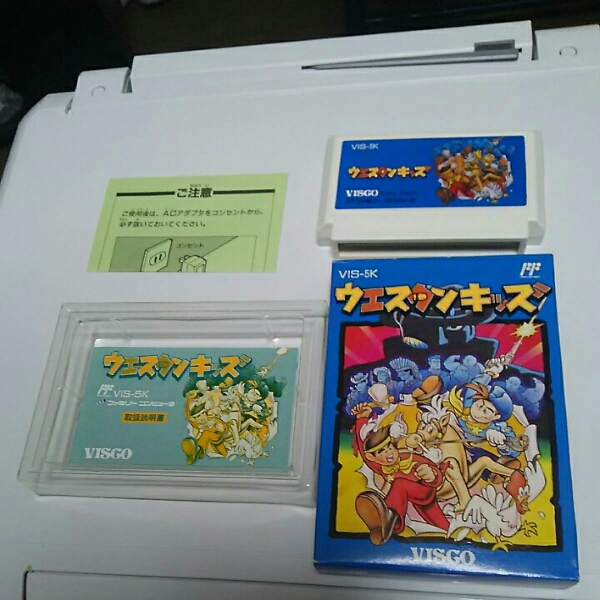 ご注意
ご使用後は、ACアダプタをコンセントから、
必ず抜いておいてください。
コンセント
VIS-5K
ウエスタンキッズ
VISCO
VIS-5K
ウエスタンキッズ
VISCO
ウエスタンキッズ
VIS-5K
ファミリーコンピュータ
取扱説明書
VISCO